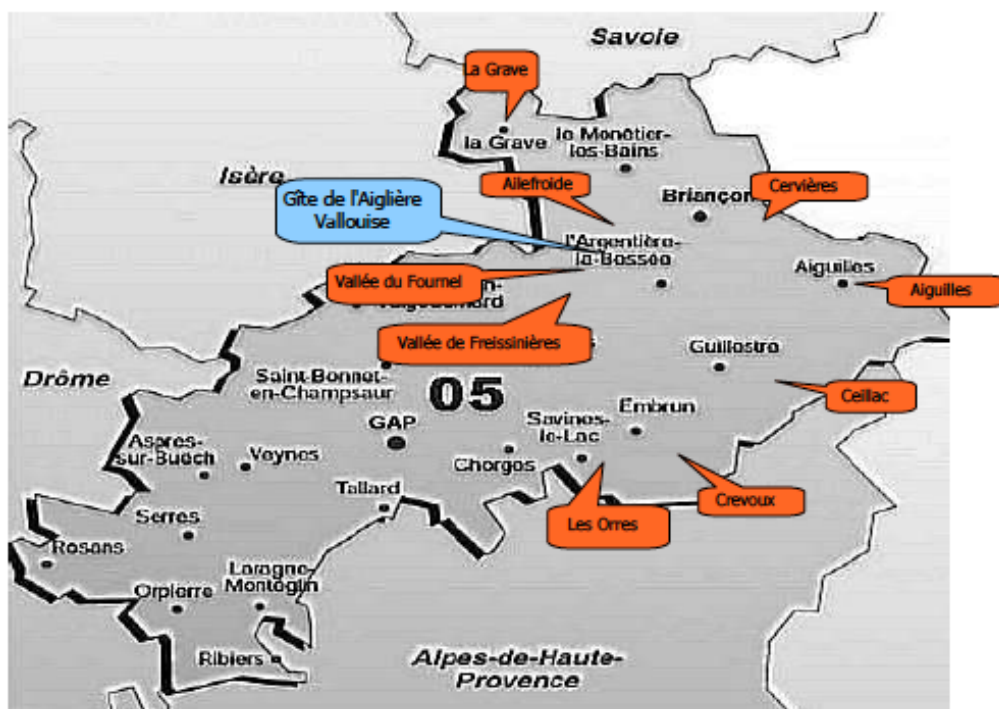 Savoie
La Grave
la Grave
le Monêtier-
les-Bains
Isère
Ailefroide
Cervières
Briançon
Gîte de l'Aiglière
Vallouise
l'Argentière-
la-Bessée
Aiguilles
Vallée du Fournel
Aiguilles
Vallée de Freissinières
Guillestre
Drôme
Saint-Bonnet-
en-Champsaur
05
Ceillac
Embrun
Savines-
le-Lac
GAP
Aspres-
sur-Buëch
Veynes
Chorges
Tallard
Crevoux
Les Orres
Serres
Rosans
Laragne-
Montéglin
Orpierre
Ribiers
Alpes-de-Haute-
Provence